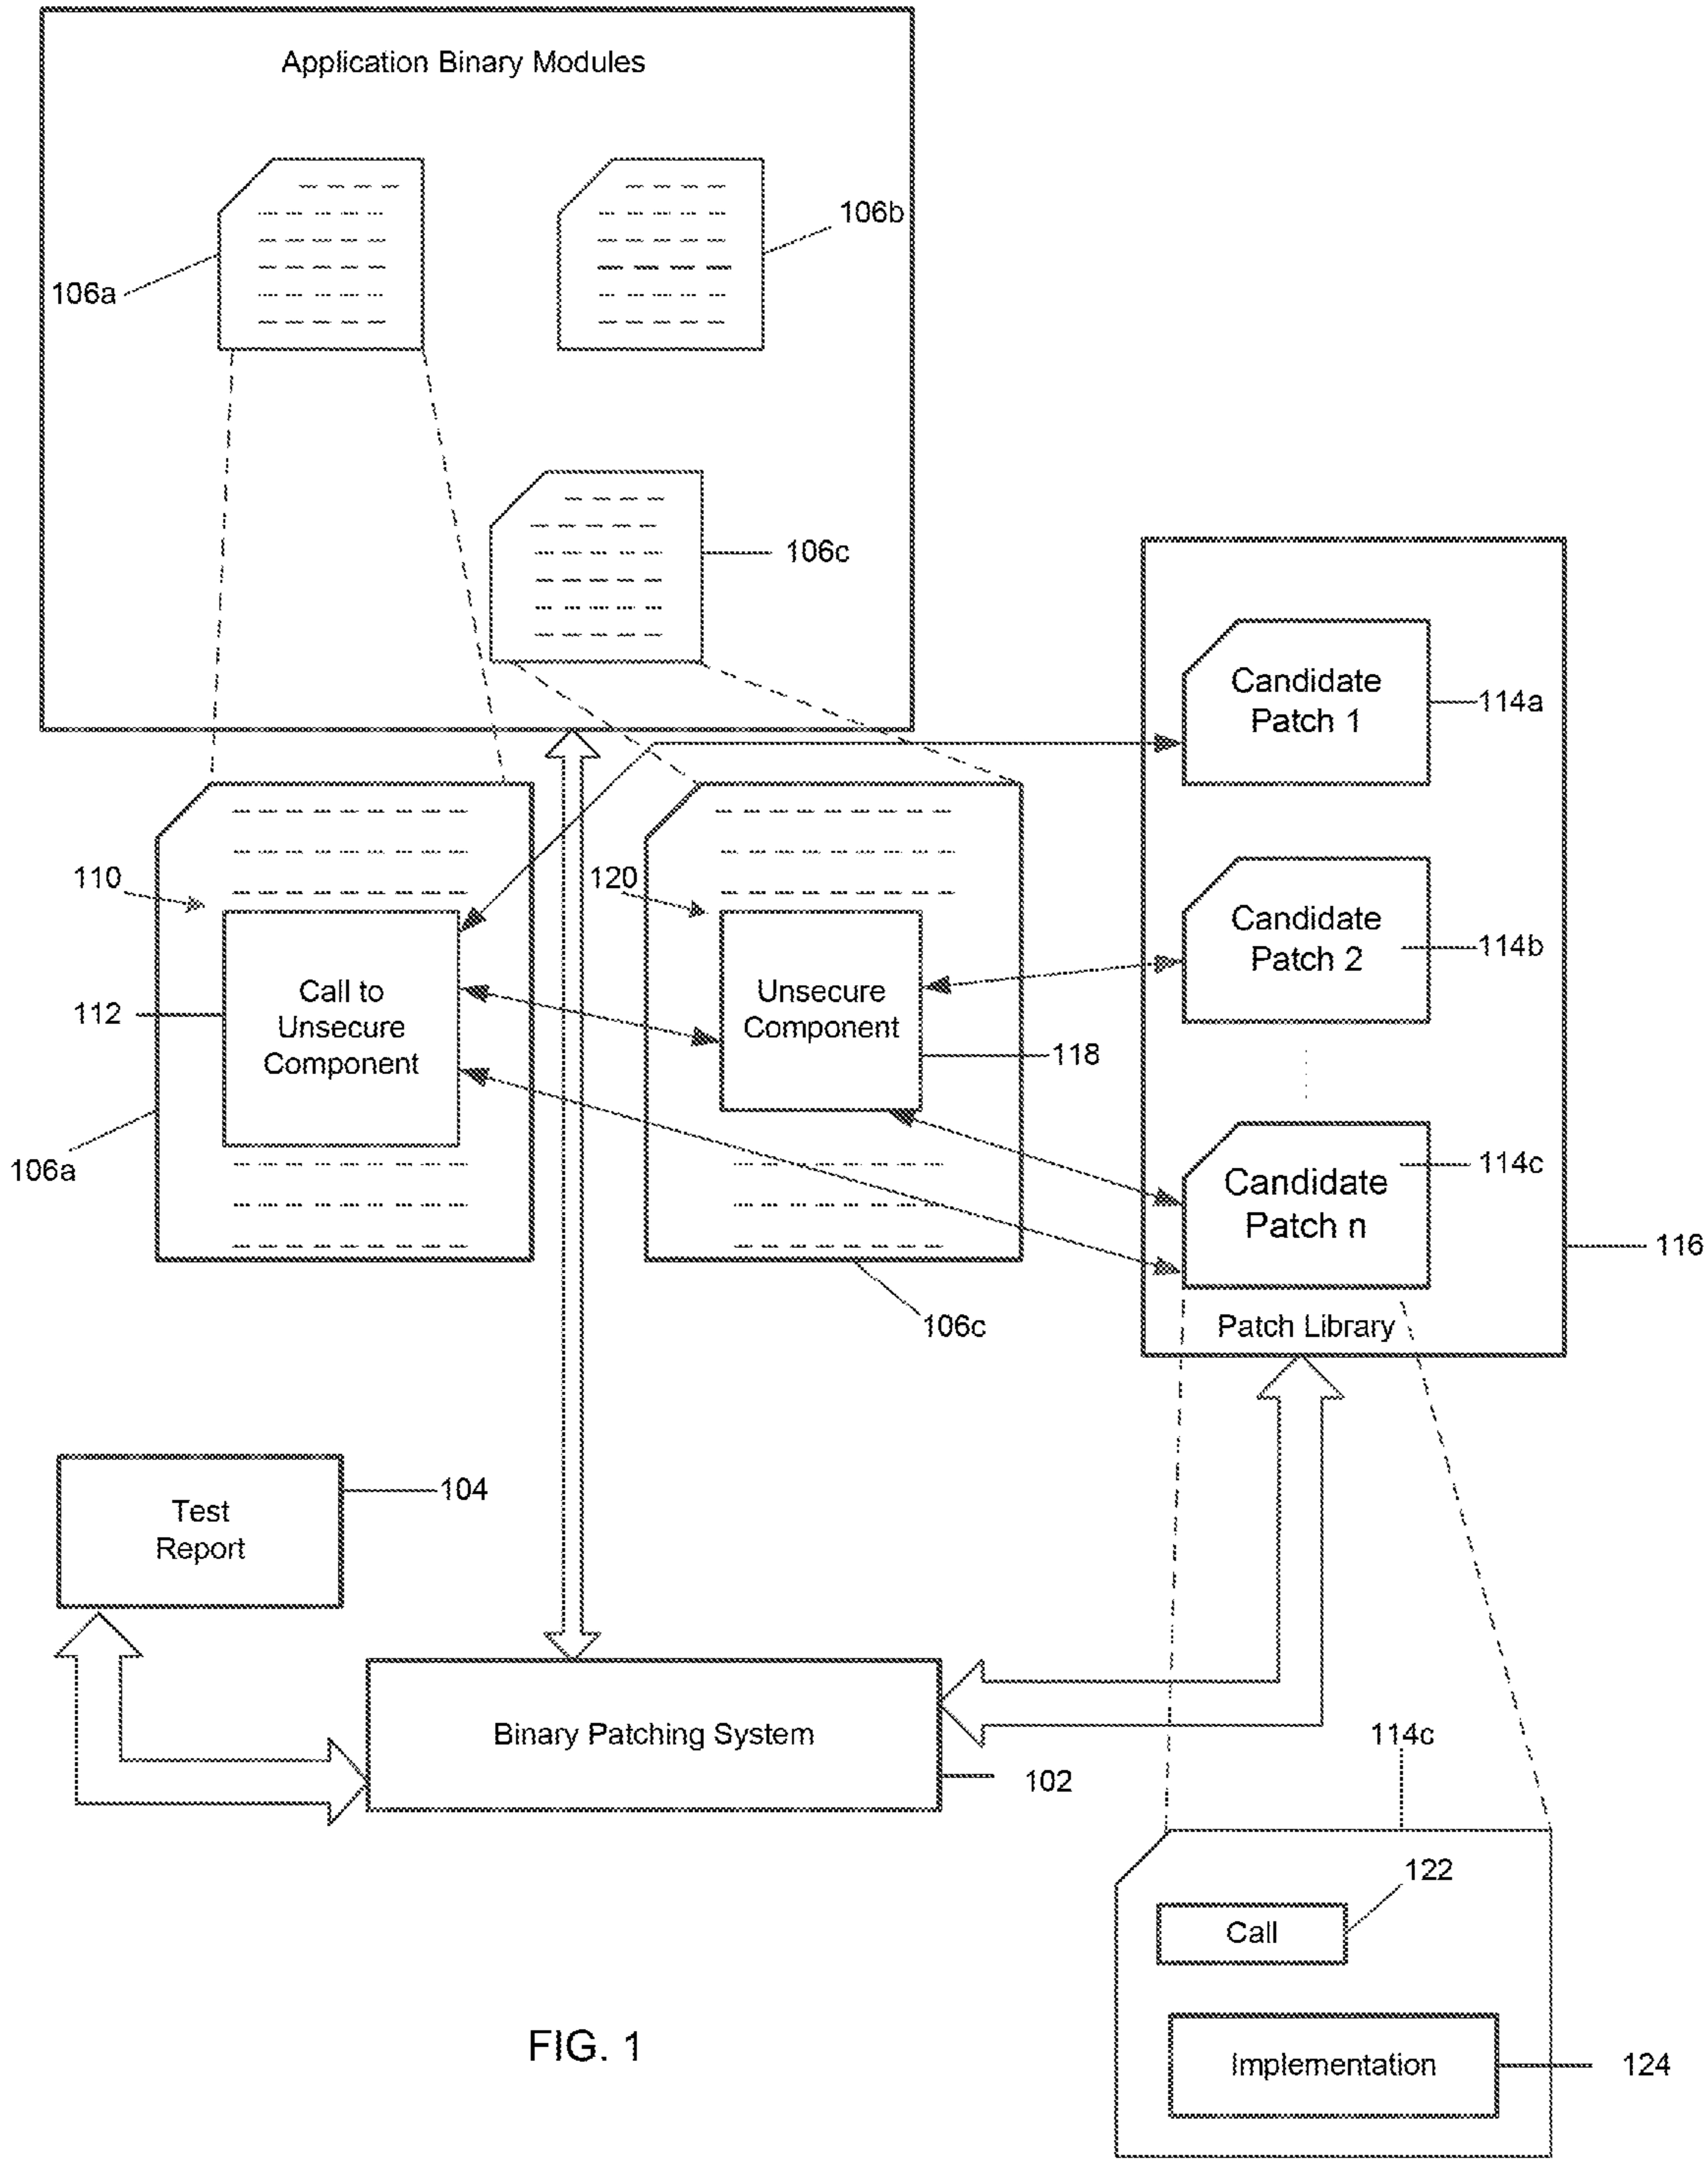 Application Binary Modules
106a
106b
106c
Candidate
Patch 1
114a
110
120
Candidate
Patch 2
114b
112
Call to
Unsecure
Component
Unsecure
Component
118
106a
Candidate
Patch n
114c
116
106c
Patch Library
Test
Report
104
Binary Patching System
102
114c
122
Call
Implementation
124
FIG. 1